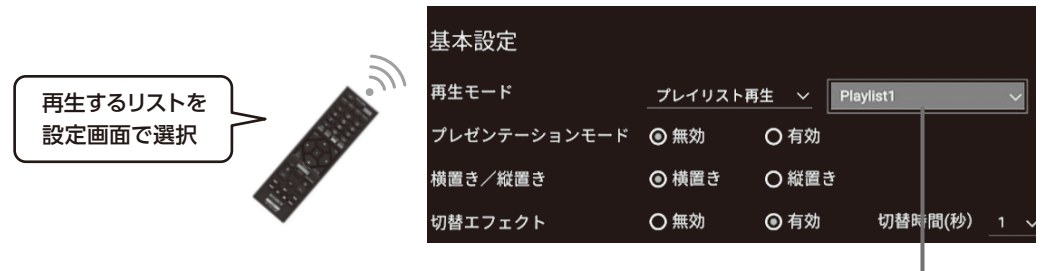 再生するリストを
設定画面で選択
基本設定
再生モード プレイリスト再生 Playlist1
プレゼンテーションモード 無効 有効
横置き／縦置き 横置き 縦置き
切替エフェクト 無効 有効 切替時間(秒) 1